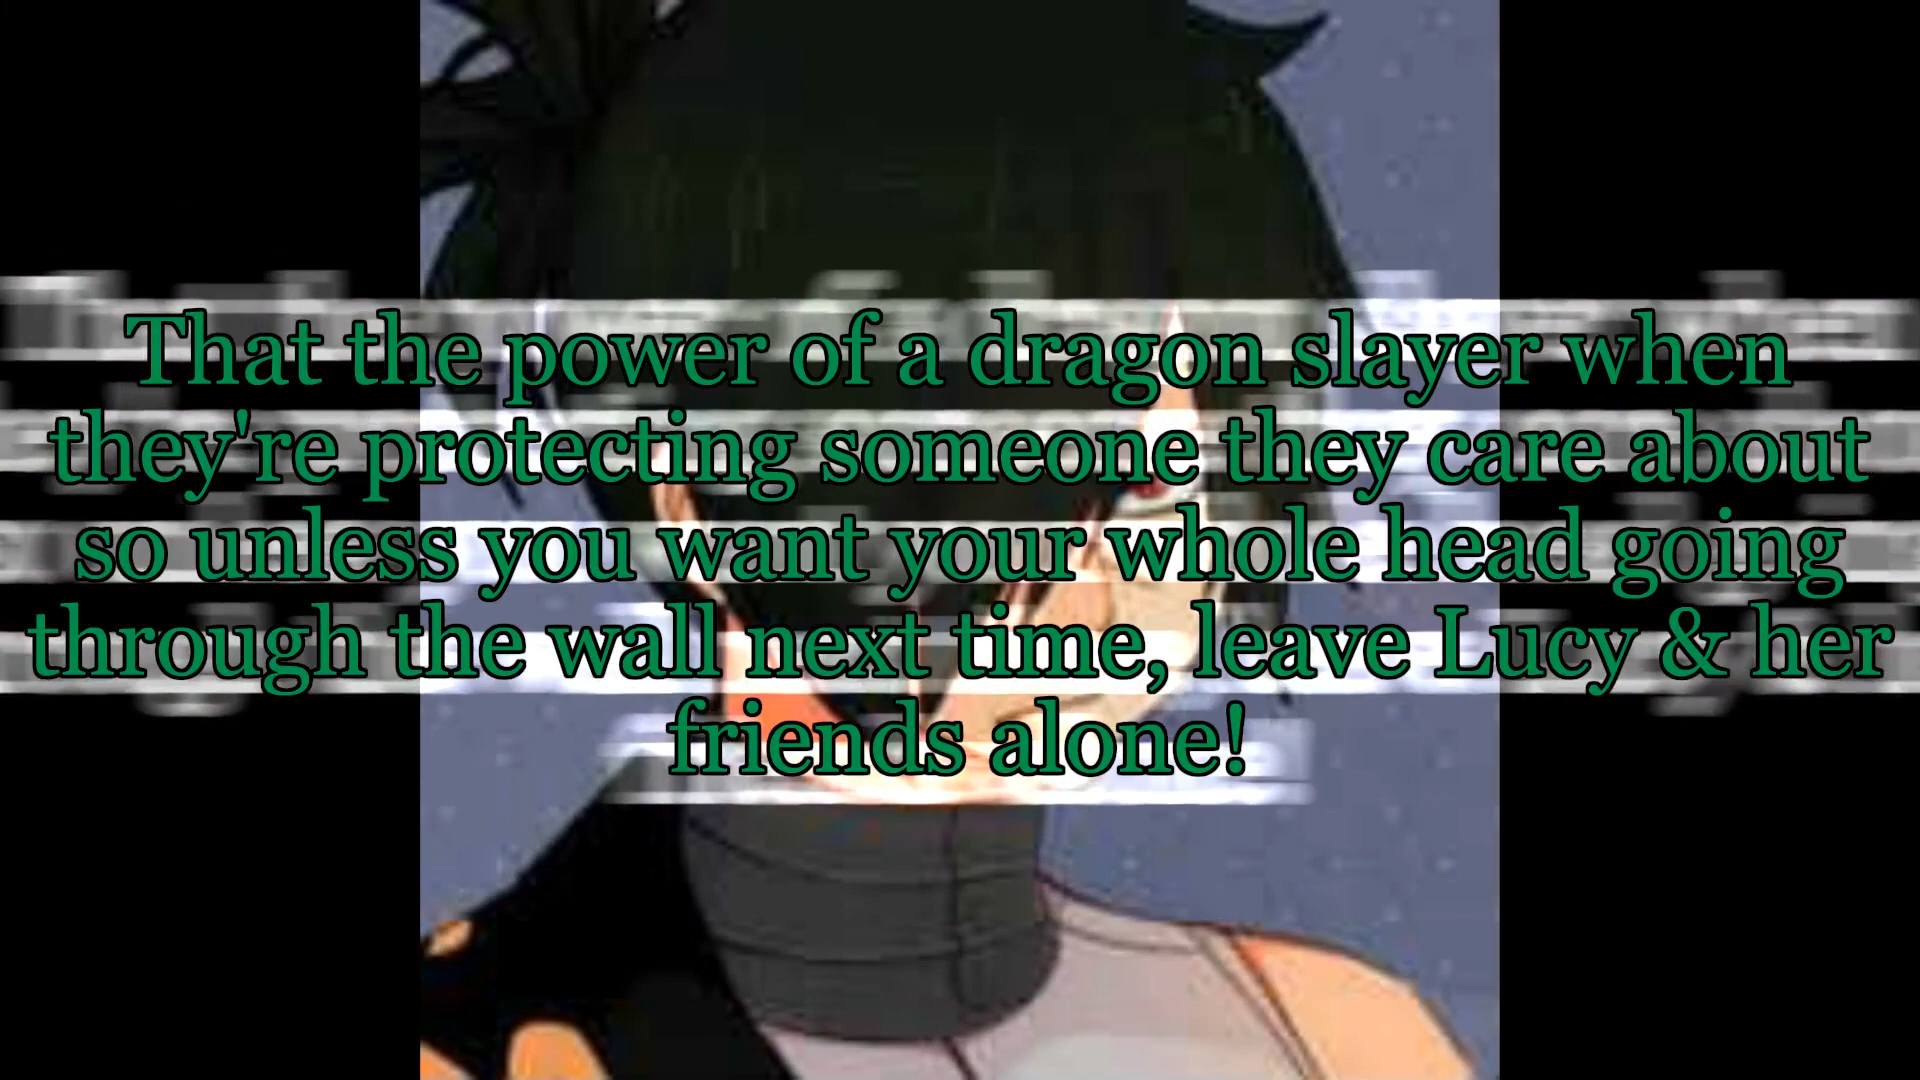 That the power of a dragon slayer when
they're protecting someone they care about
so unless you want your whole head going
through the wall next time, leave Lucy & her
friends alone!